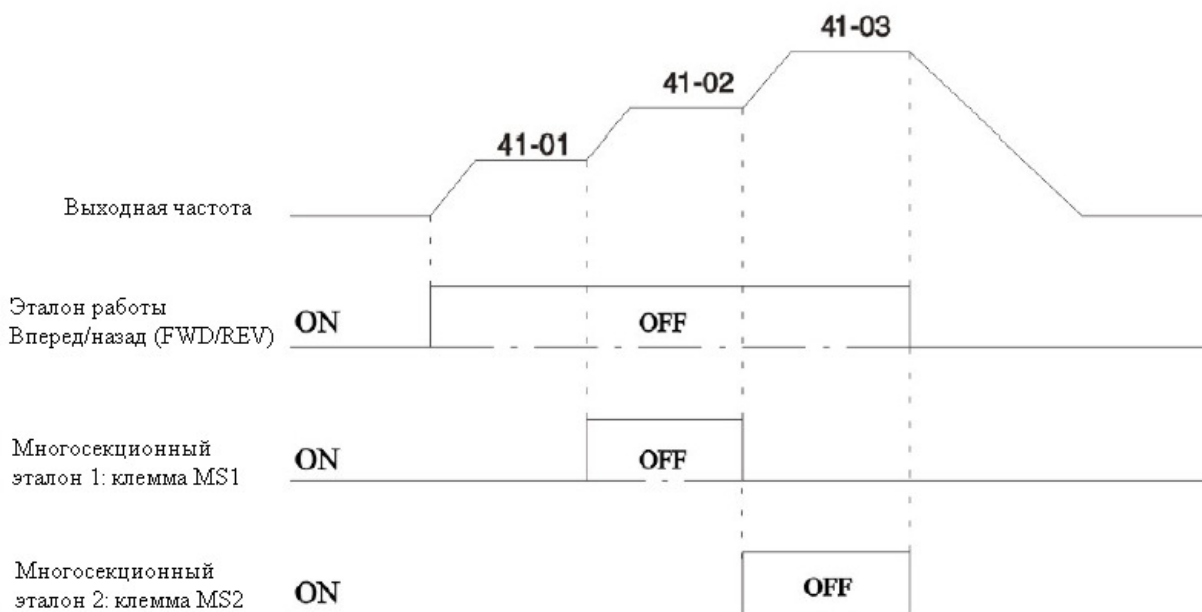 41-03
41-02
41-01
Выходная частота
Эталон работы
Вперед/назад (FWD/REV)
ON
OFF
Многосекционный
эталон 1: клемма MS1
ON
OFF
Многосекционный
эталон 2: клемма MS2
ON
OFF